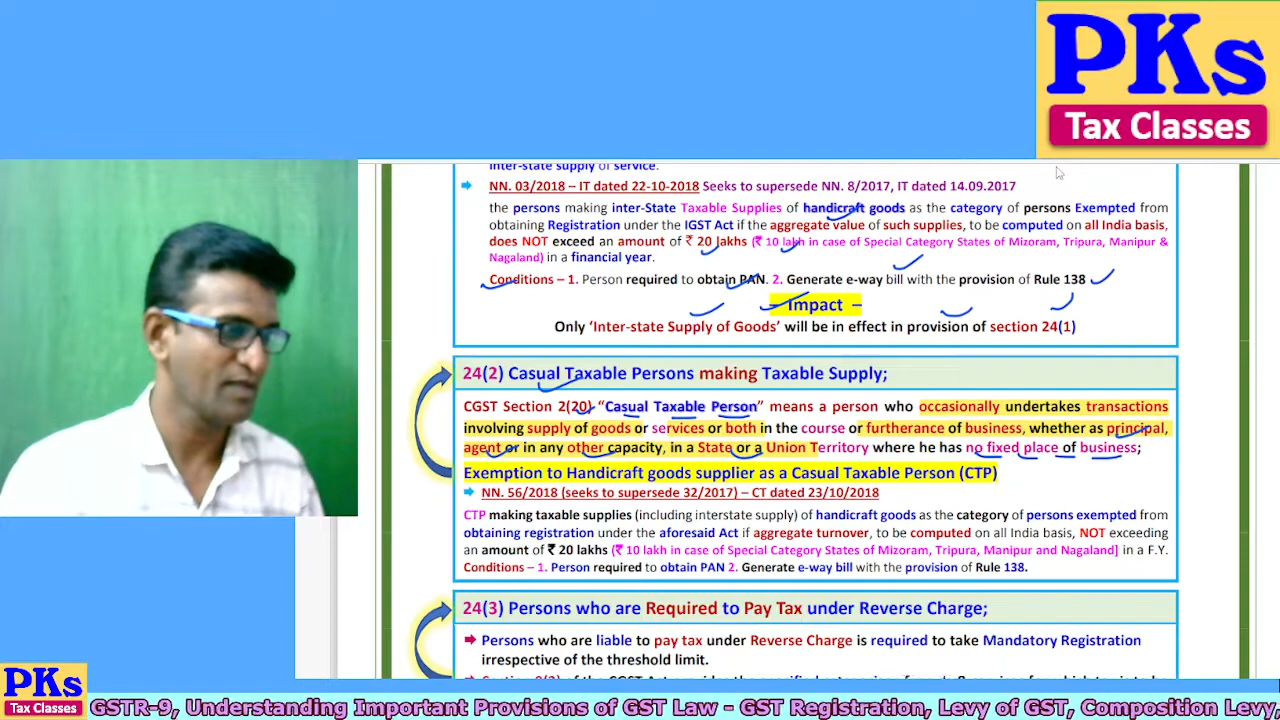 PKs
Tax Classes
Inter-state supply of service.
NN. 03/2018 – IT dated 22-10-2018 Seeks to supersede NN. 8/2017, IT dated 14.09.2017
the persons making inter-State Taxable Supplies of handicraft goods as the category of persons Exempted from
obtaining Registration under the IGST Act if the aggregate value of such supplies, to be computed on all India basis,
does NOT exceed an amount of ₹ 20 lakhs (₹ 10 lakh in case of Special Category States of Mizoram, Tripura, Manipur &
Nagaland) in a financial year.
Conditions – 1. Person required to obtain PAN. 2. Generate e-way bill with the provision of Rule 138
– Impact –
Only ‘Inter-state Supply of Goods’ will be in effect in provision of section 24(1)
24(2) Casual Taxable Persons making Taxable Supply;
CGST Section 2(20) “Casual Taxable Person” means a person who occasionally undertakes transactions
involving supply of goods or services or both in the course or furtherance of business, whether as principal,
agent or in any other capacity, in a State or a Union Territory where he has no fixed place of business;
Exemption to Handicraft goods supplier as a Casual Taxable Person (CTP)
NN. 56/2018 (seeks to supersede 32/2017) – CT dated 23/10/2018
CTP making taxable supplies (including interstate supply) of handicraft goods as the category of persons exempted from
obtaining registration under the aforesaid Act if aggregate turnover, to be computed on all India basis, NOT exceeding
an amount of ₹ 20 lakhs (₹ 10 lakh in case of Special Category States of Mizoram, Tripura, Manipur and Nagaland] in a F.Y.
Conditions – 1. Person required to obtain PAN 2. Generate e-way bill with the provision of Rule 138.
24(3) Persons who are Required to Pay Tax under Reverse Charge;
Persons who are liable to pay tax under Reverse Charge is required to take Mandatory Registration
irrespective of the threshold limit.
PKs
Tax Classes
GSTR-9, Understanding Important Provisions of GST Law - GST Registration, Levy of GST, Composition Levy,